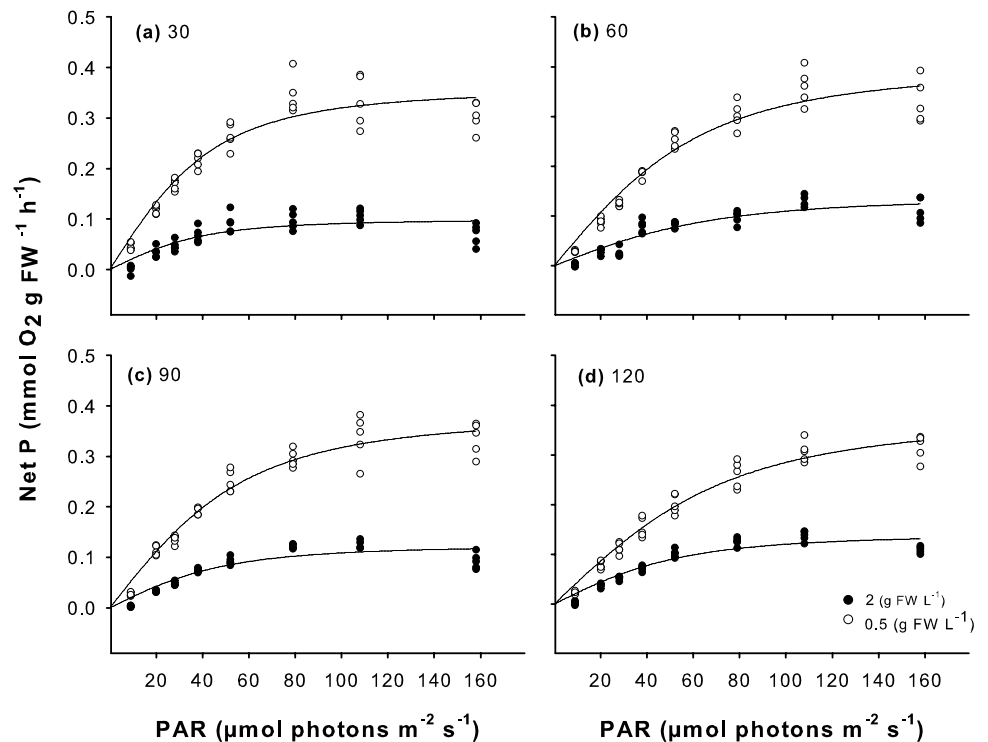 0.5
(a) 30
(b) 60
0.4
0.3
0.2
0.1
0.0
0.5
(c) 90
(d) 120
0.4
0.3
0.2
0.1
0.0
2 (g FW L⁻¹)
0.5 (g FW L⁻¹)
20 40 60 80 100 120 140 160
20 40 60 80 100 120 140 160
PAR (µmol photons m⁻² s⁻¹)
PAR (µmol photons m⁻² s⁻¹)
Net P (mmol O₂ g FW ⁻¹ h⁻¹)